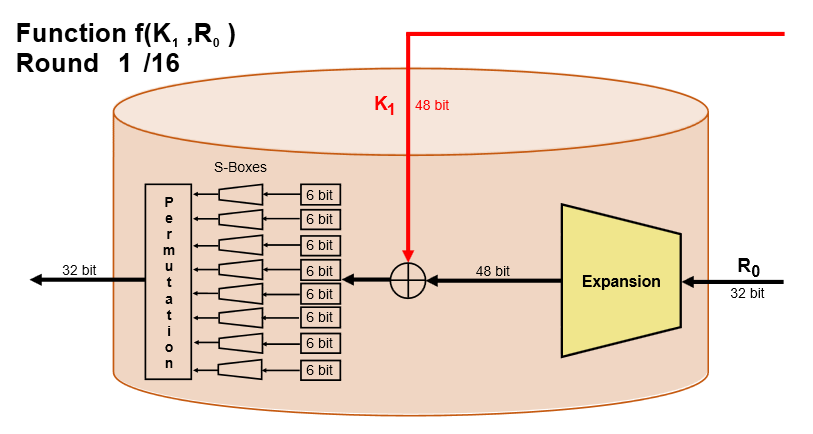 Function f(K₁ ,R₀ )
Round 1 /16
K₁ 48 bit
S-Boxes
Permutation
6 bit
6 bit
6 bit
6 bit
6 bit
6 bit
6 bit
6 bit
32 bit
48 bit
Expansion
R₀
32 bit